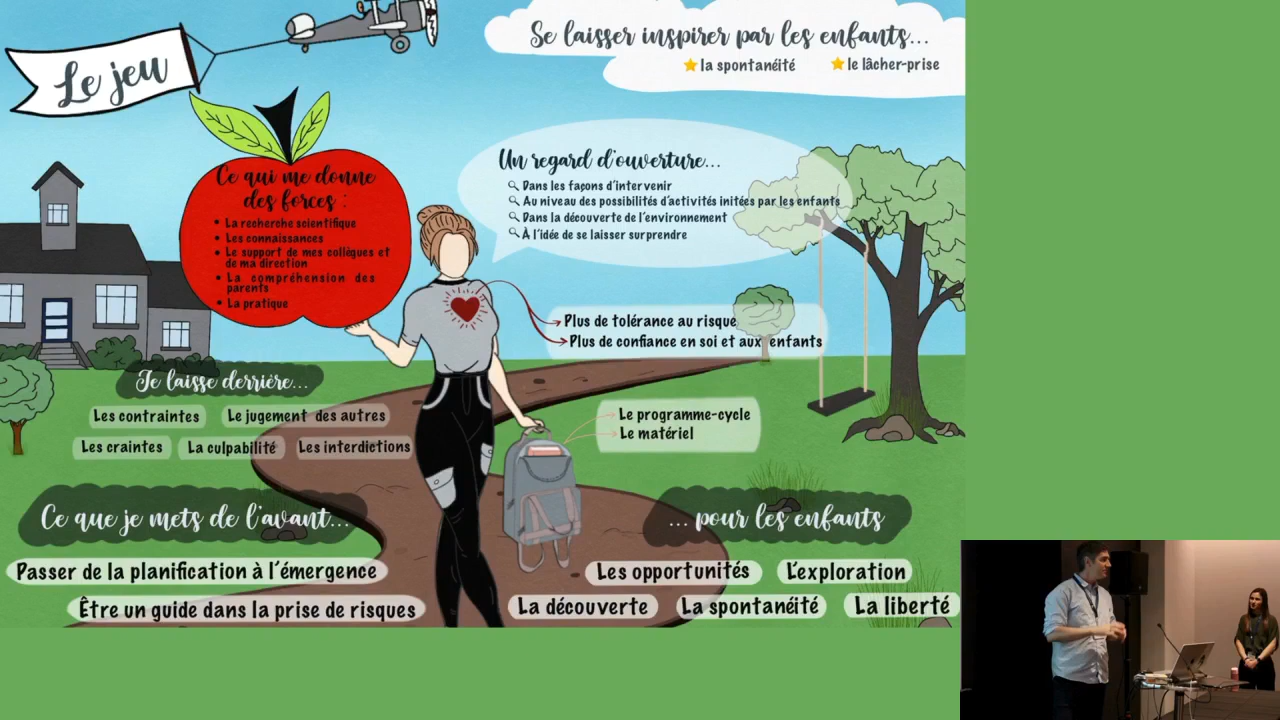 Le jeu
Se laisser inspirer par les enfants...
la spontanéité
le lâcher-prise
Ce qui me donne
des forces :
• La recherche scientifique
• Les connaissances
• Le support de mes collègues et
de ma direction
• La compréhension des
parents
• La pratique
Un regard d'ouverture...
Dans les façons d'intervenir
Au niveau des possibilités d'activités initées par les enfants
Dans la découverte de l'environnement
À l'idée de se laisser surprendre
Plus de tolérance au risque
Plus de confiance en soi et aux enfants
Je laisse derrière...
Les contraintes
Le jugement des autres
Les craintes
La culpabilité
Les interdictions
Le programme-cycle
Le matériel
Ce que je mets de l'avant...
Passer de la planification à l'émergence
Être un guide dans la prise de risques
... pour les enfants
Les opportunités
L'exploration
La découverte
La spontanéité
La liberté